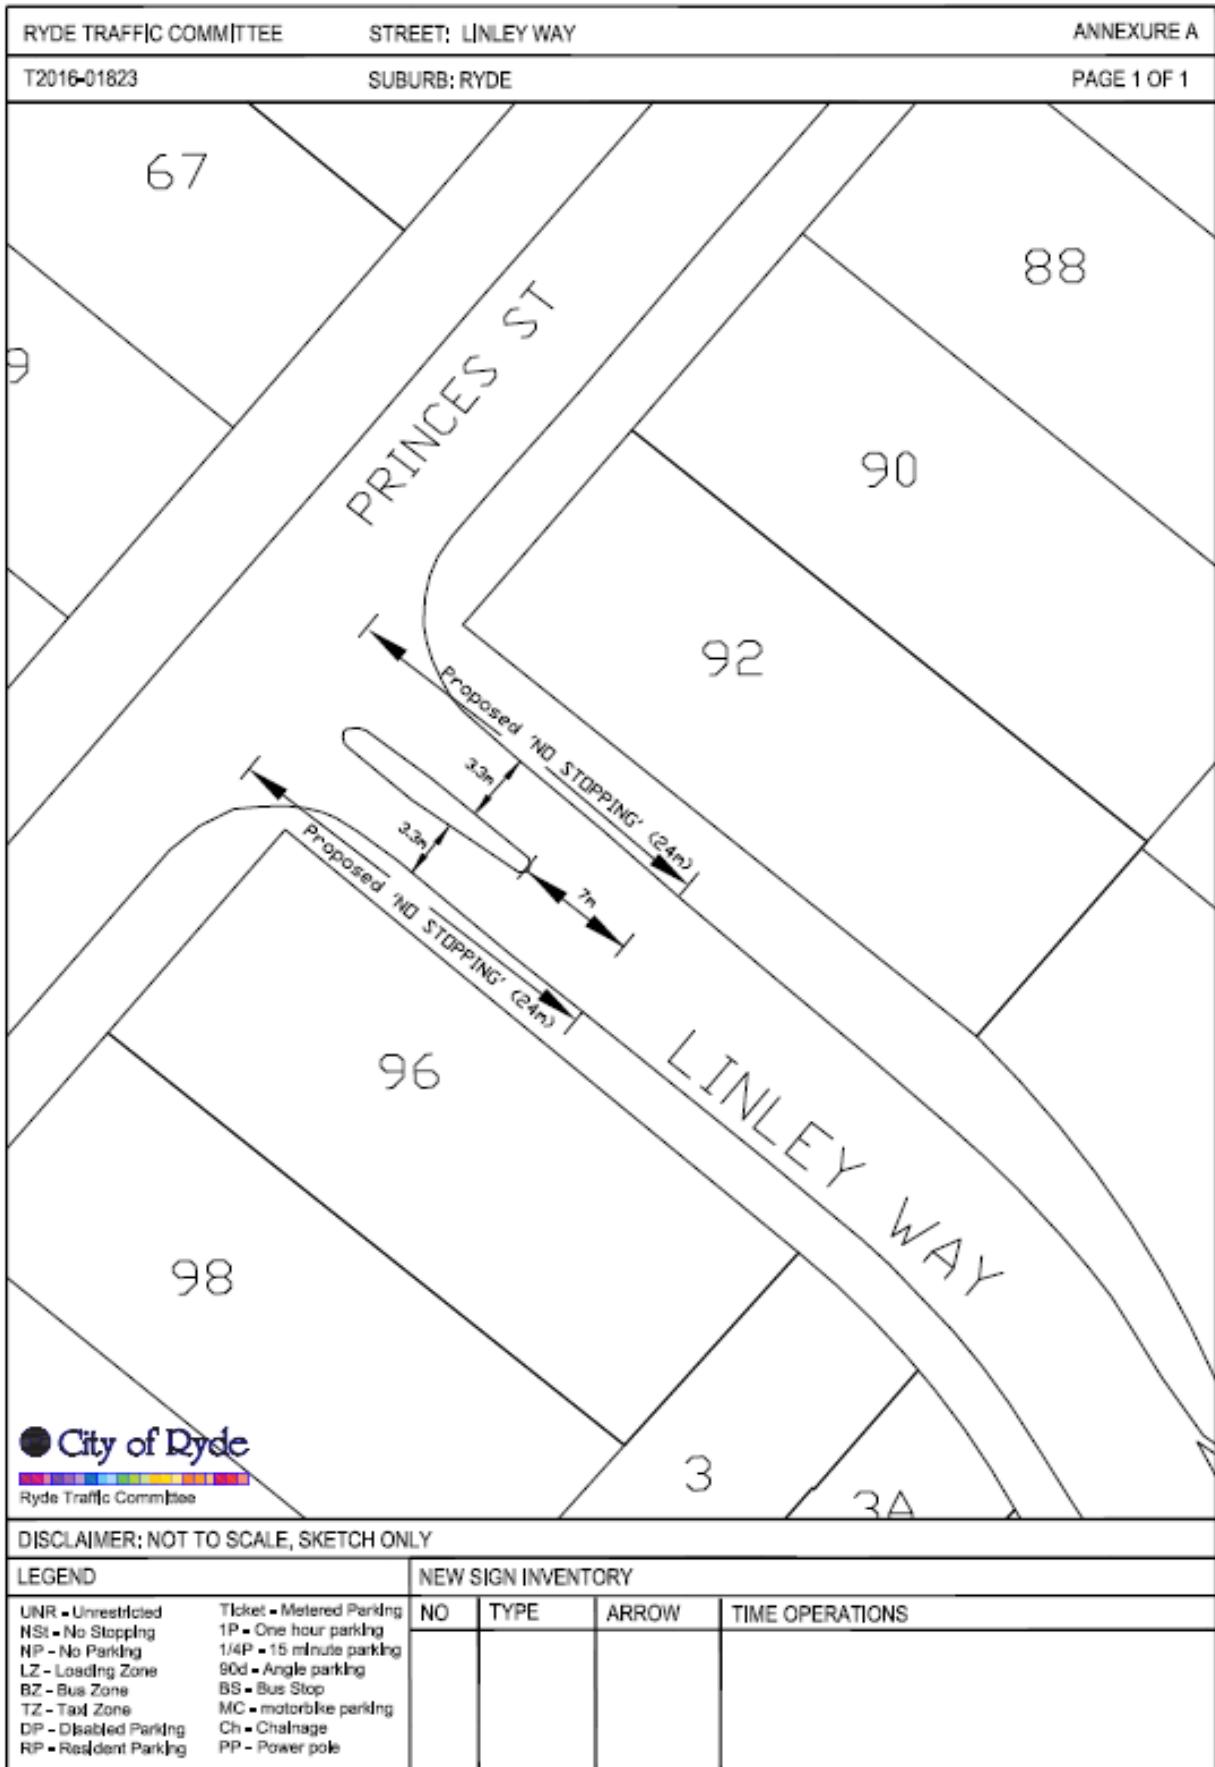 RYDE TRAFFIC COMMITTEE STREET: LINLEY WAY ANNEXURE A
T2016-01823 SUBURB: RYDE PAGE 1 OF 1
67
88
9
PRINCES ST
90
92
Proposed 'NO STOPPING' (24m)
3.3m
3.3m
Proposed 'NO STOPPING' (24m)
7m
96
LINLEY WAY
98
City of Ryde
Ryde Traffic Committee
3
3A
DISCLAIMER: NOT TO SCALE, SKETCH ONLY
LEGEND
UNR - Unrestricted
NSt - No Stopping
NP - No Parking
LZ - Loading Zone
BZ - Bus Zone
TZ - Taxi Zone
DP - Disabled Parking
RP - Resident Parking
Ticket - Metered Parking
1P - One hour parking
1/4P - 15 minute parking
90d - Angle parking
BS - Bus Stop
MC - motorbike parking
Ch - Chainage
PP - Power pole
NEW SIGN INVENTORY
NO TYPE ARROW TIME OPERATIONS